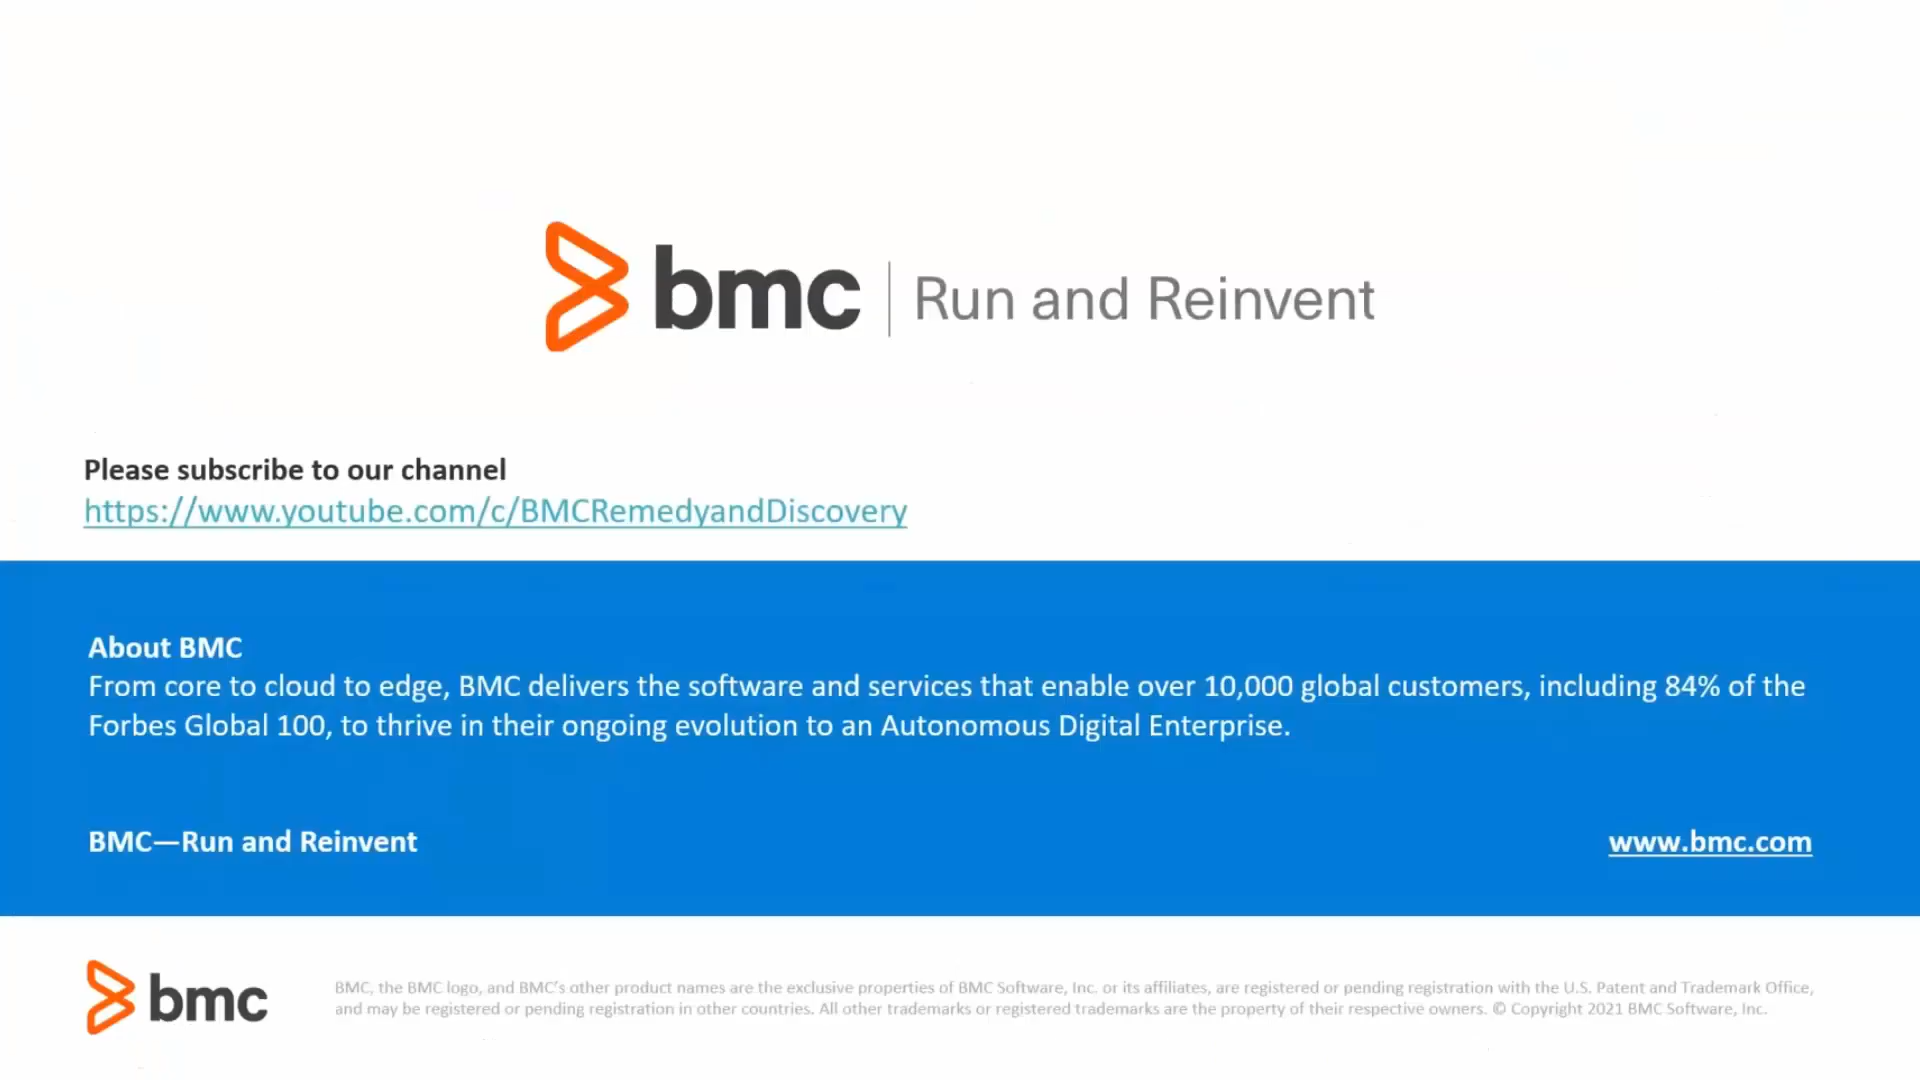 bmc | Run and Reinvent
Please subscribe to our channel
https://www.youtube.com/c/BMCRemedyandDiscovery
About BMC
From core to cloud to edge, BMC delivers the software and services that enable over 10,000 global customers, including 84% of the
Forbes Global 100, to thrive in their ongoing evolution to an Autonomous Digital Enterprise.
BMC—Run and Reinvent
www.bmc.com
bmc
BMC, the BMC logo, and BMC's other product names are the exclusive properties of BMC Software, Inc. or its affiliates, are registered or pending registration with the U.S. Patent and Trademark Office,
and may be registered or pending registration in other countries. All other trademarks or registered trademarks are the property of their respective owners. © Copyright 2021 BMC Software, Inc.